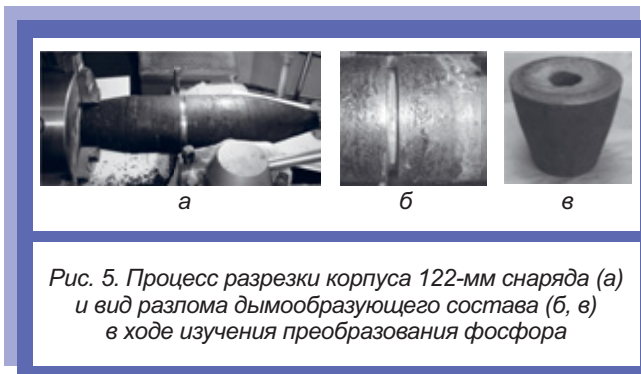 а б в
Рис. 5. Процесс разрезки корпуса 122-мм снаряда (а)
и вид разлома дымообразующего состава (б, в)
в ходе изучения преобразования фосфора